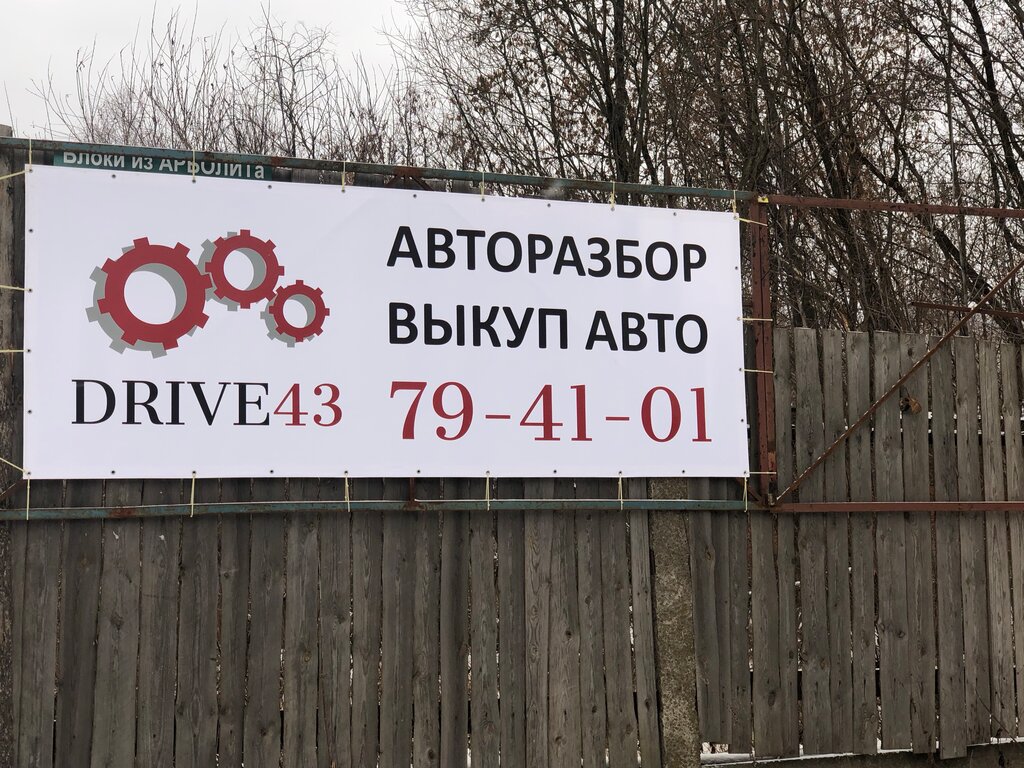 Блоки из АРБОлита
АВТОРАЗБОР
ВЫКУП АВТО
DRIVE43
79-41-01